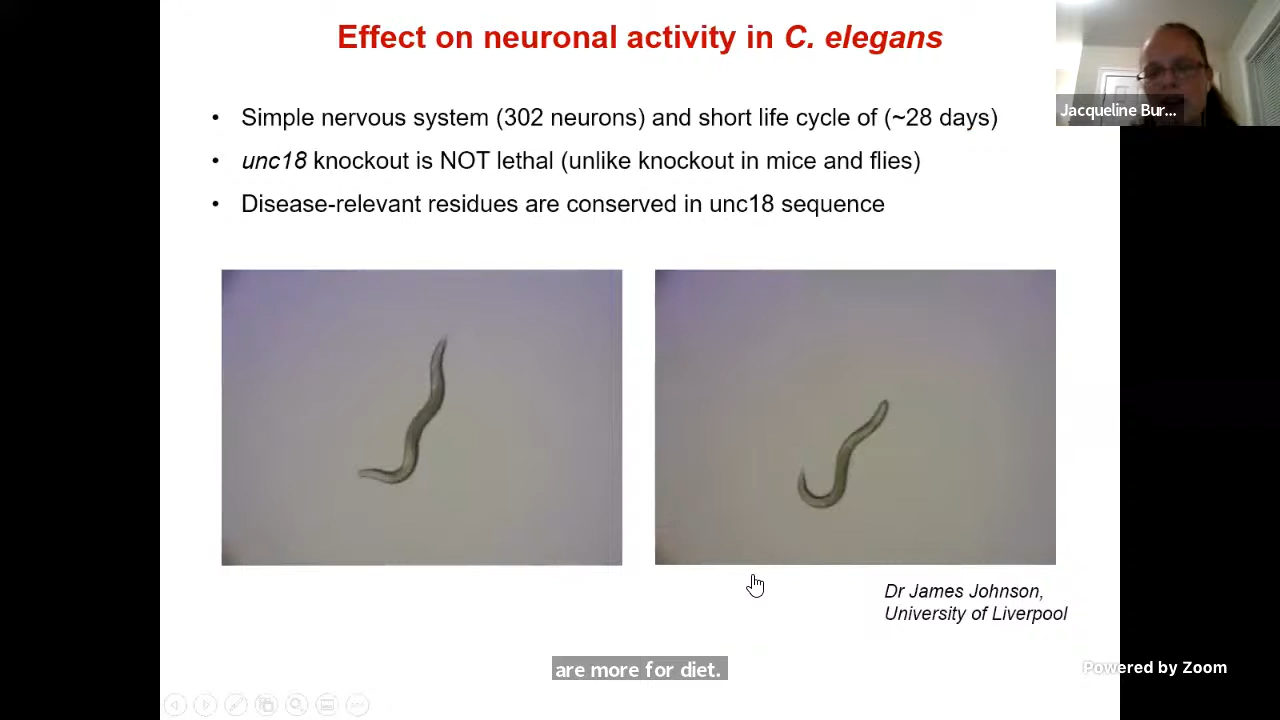 Effect on neuronal activity in C. elegans
Jacqueline Bur...
• Simple nervous system (302 neurons) and short life cycle of (~28 days)
• unc18 knockout is NOT lethal (unlike knockout in mice and flies)
• Disease-relevant residues are conserved in unc18 sequence
Dr James Johnson,
University of Liverpool
are more for diet.
Powered by Zoom